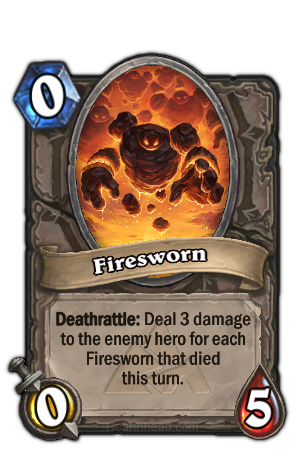 0
Firesworn
Deathrattle: Deal 3 damage
to the enemy hero for each
Firesworn that died
this turn.
0
5